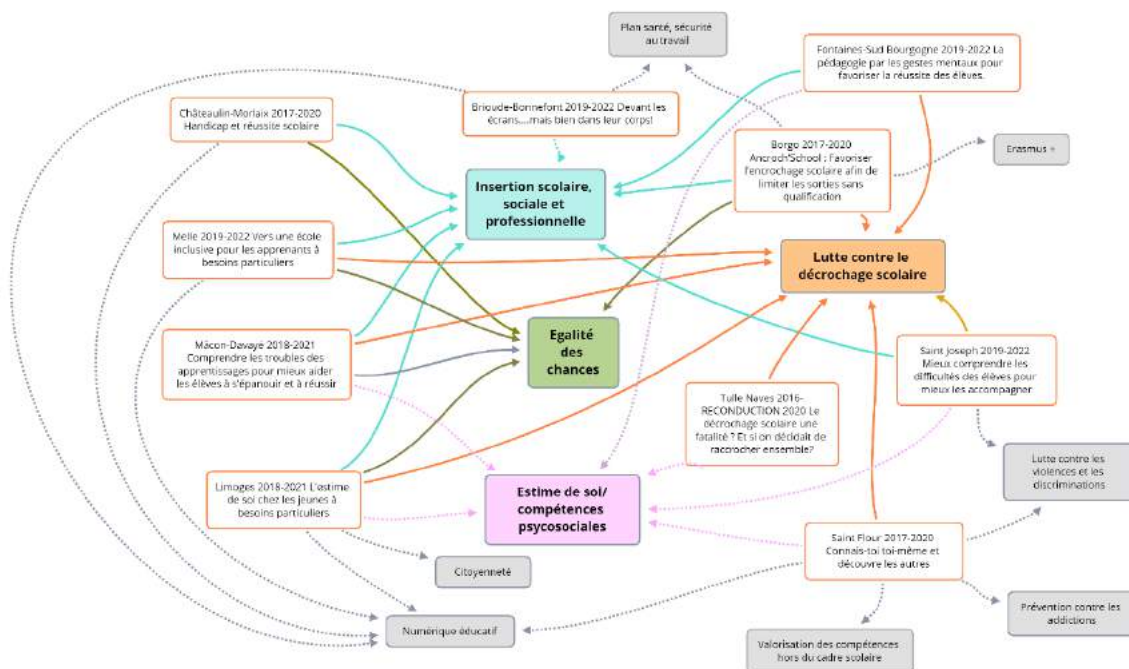 Plan santé, sécurité
au travail
Fontaines-Sud Bourgogne 2019-2022 La
pédagogie par les gestes mentaux pour
favoriser la réussite des élèves.
Châteaulin-Morlaix 2017-2020
Handicap et réussite scolaire
Brioude-Bonnefont 2019-2022 Devant les
écrans....mais bien dans leur corps!
Borgo 2017-2020
Ancroch'School : Favoriser
l'encrochage scolaire afin de
limiter les sorties sans
qualification
Erasmus +
Insertion scolaire,
sociale et
professionnelle
Melle 2019-2022 Vers une école
inclusive pour les apprenants à
besoins particuliers
Lutte contre le
décrochage scolaire
Mâcon-Davayé 2018-2021
Comprendre les troubles des
apprentissages pour mieux aider
les élèves à s'épanouir et à réussir
Egalité
des
chances
Saint Joseph 2019-2022
Mieux comprendre les
difficultés des élèves pour
mieux les accompagner
Tulle Naves 2016-
RECONDUCTION 2020 Le
décrochage scolaire une
fatalité ? Et si on décidait de
raccrocher ensemble?
Limoges 2018-2021 L'estime
de soi chez les jeunes à
besoins particuliers
Estime de soi/
compétences
psycosociales
Lutte contre les
violences et les
discriminations
Saint Flour 2017-2020
Connais-toi toi-même et
découvre les autres
Citoyenneté
Numérique éducatif
Prévention contre les
addictions
Valorisation des compétences
hors du cadre scolaire